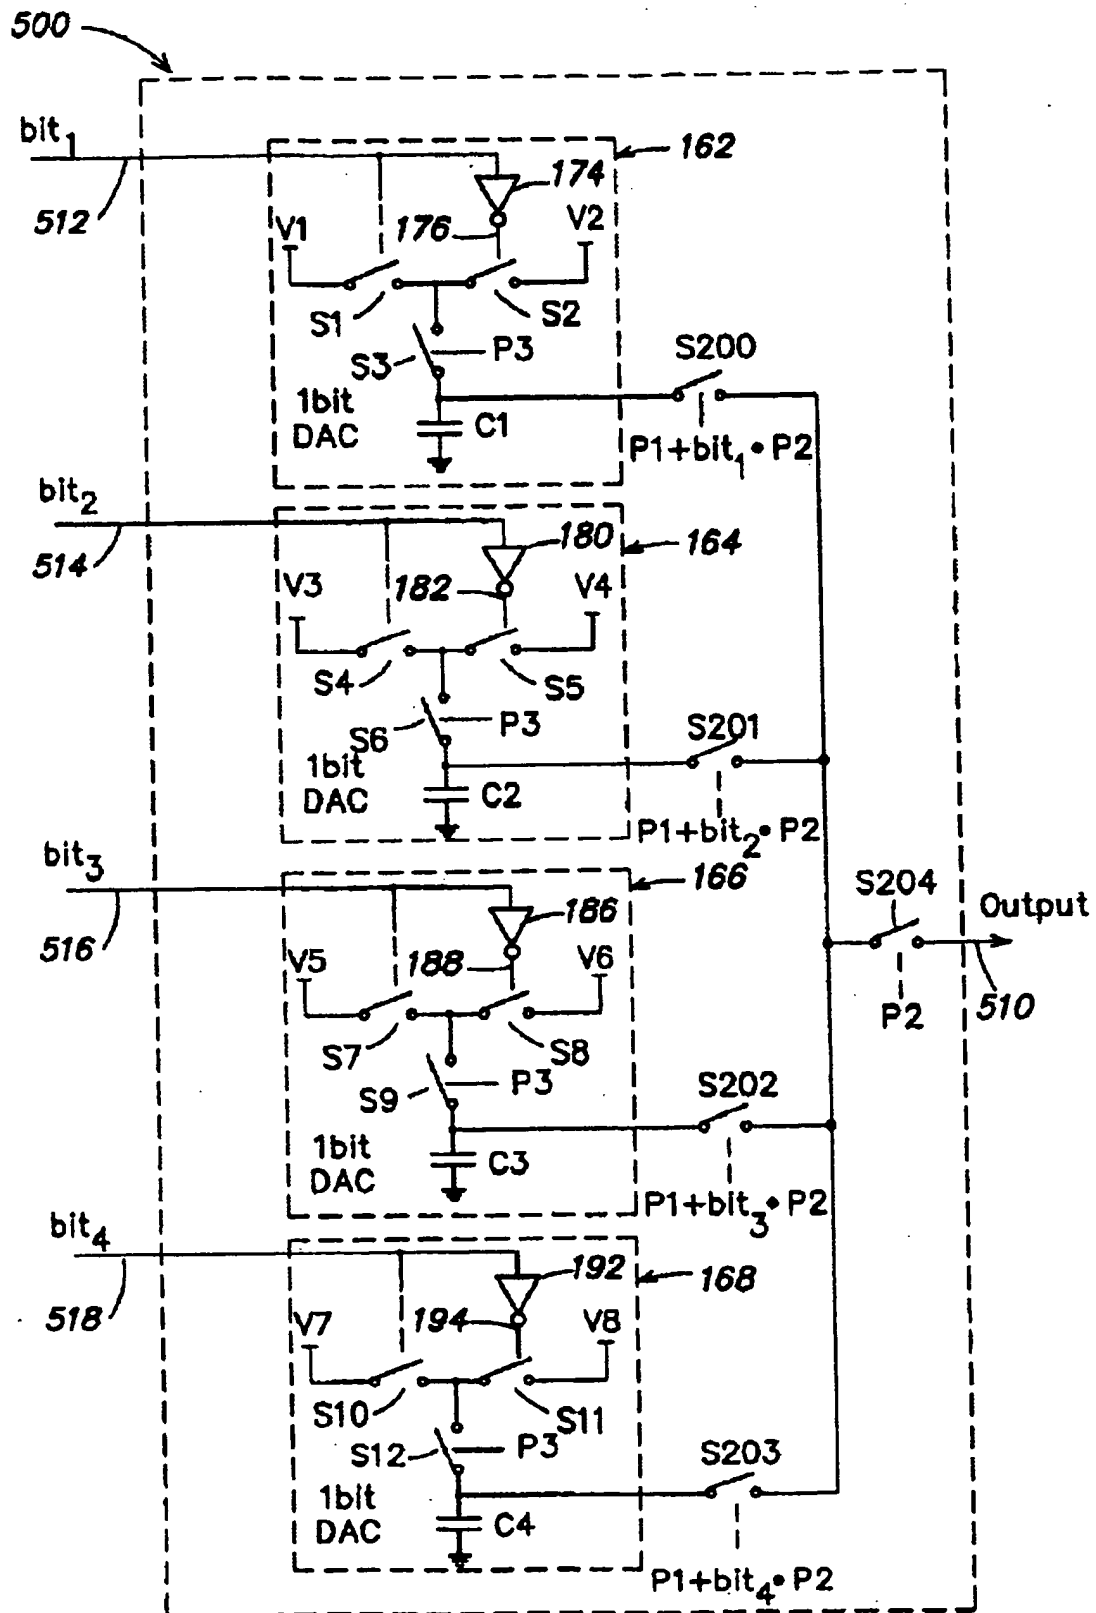 500
bit1
512
162
174
V1
176
V2
S1
S2
S3
P3
S200
1bit
DAC
C1
P1+bit1•P2
bit2
514
180
164
V3
182
V4
S4
S5
S6
P3
S201
1bit
DAC
C2
P1+bit2•P2
bit3
516
166
186
S204
Output
V5
188
V6
P2
510
S7
S8
S9
P3
S202
1bit
DAC
C3
P1+bit3•P2
bit4
518
192
168
V7
194
V8
S10
S11
S12
P3
S203
1bit
DAC
C4
P1+bit4•P2